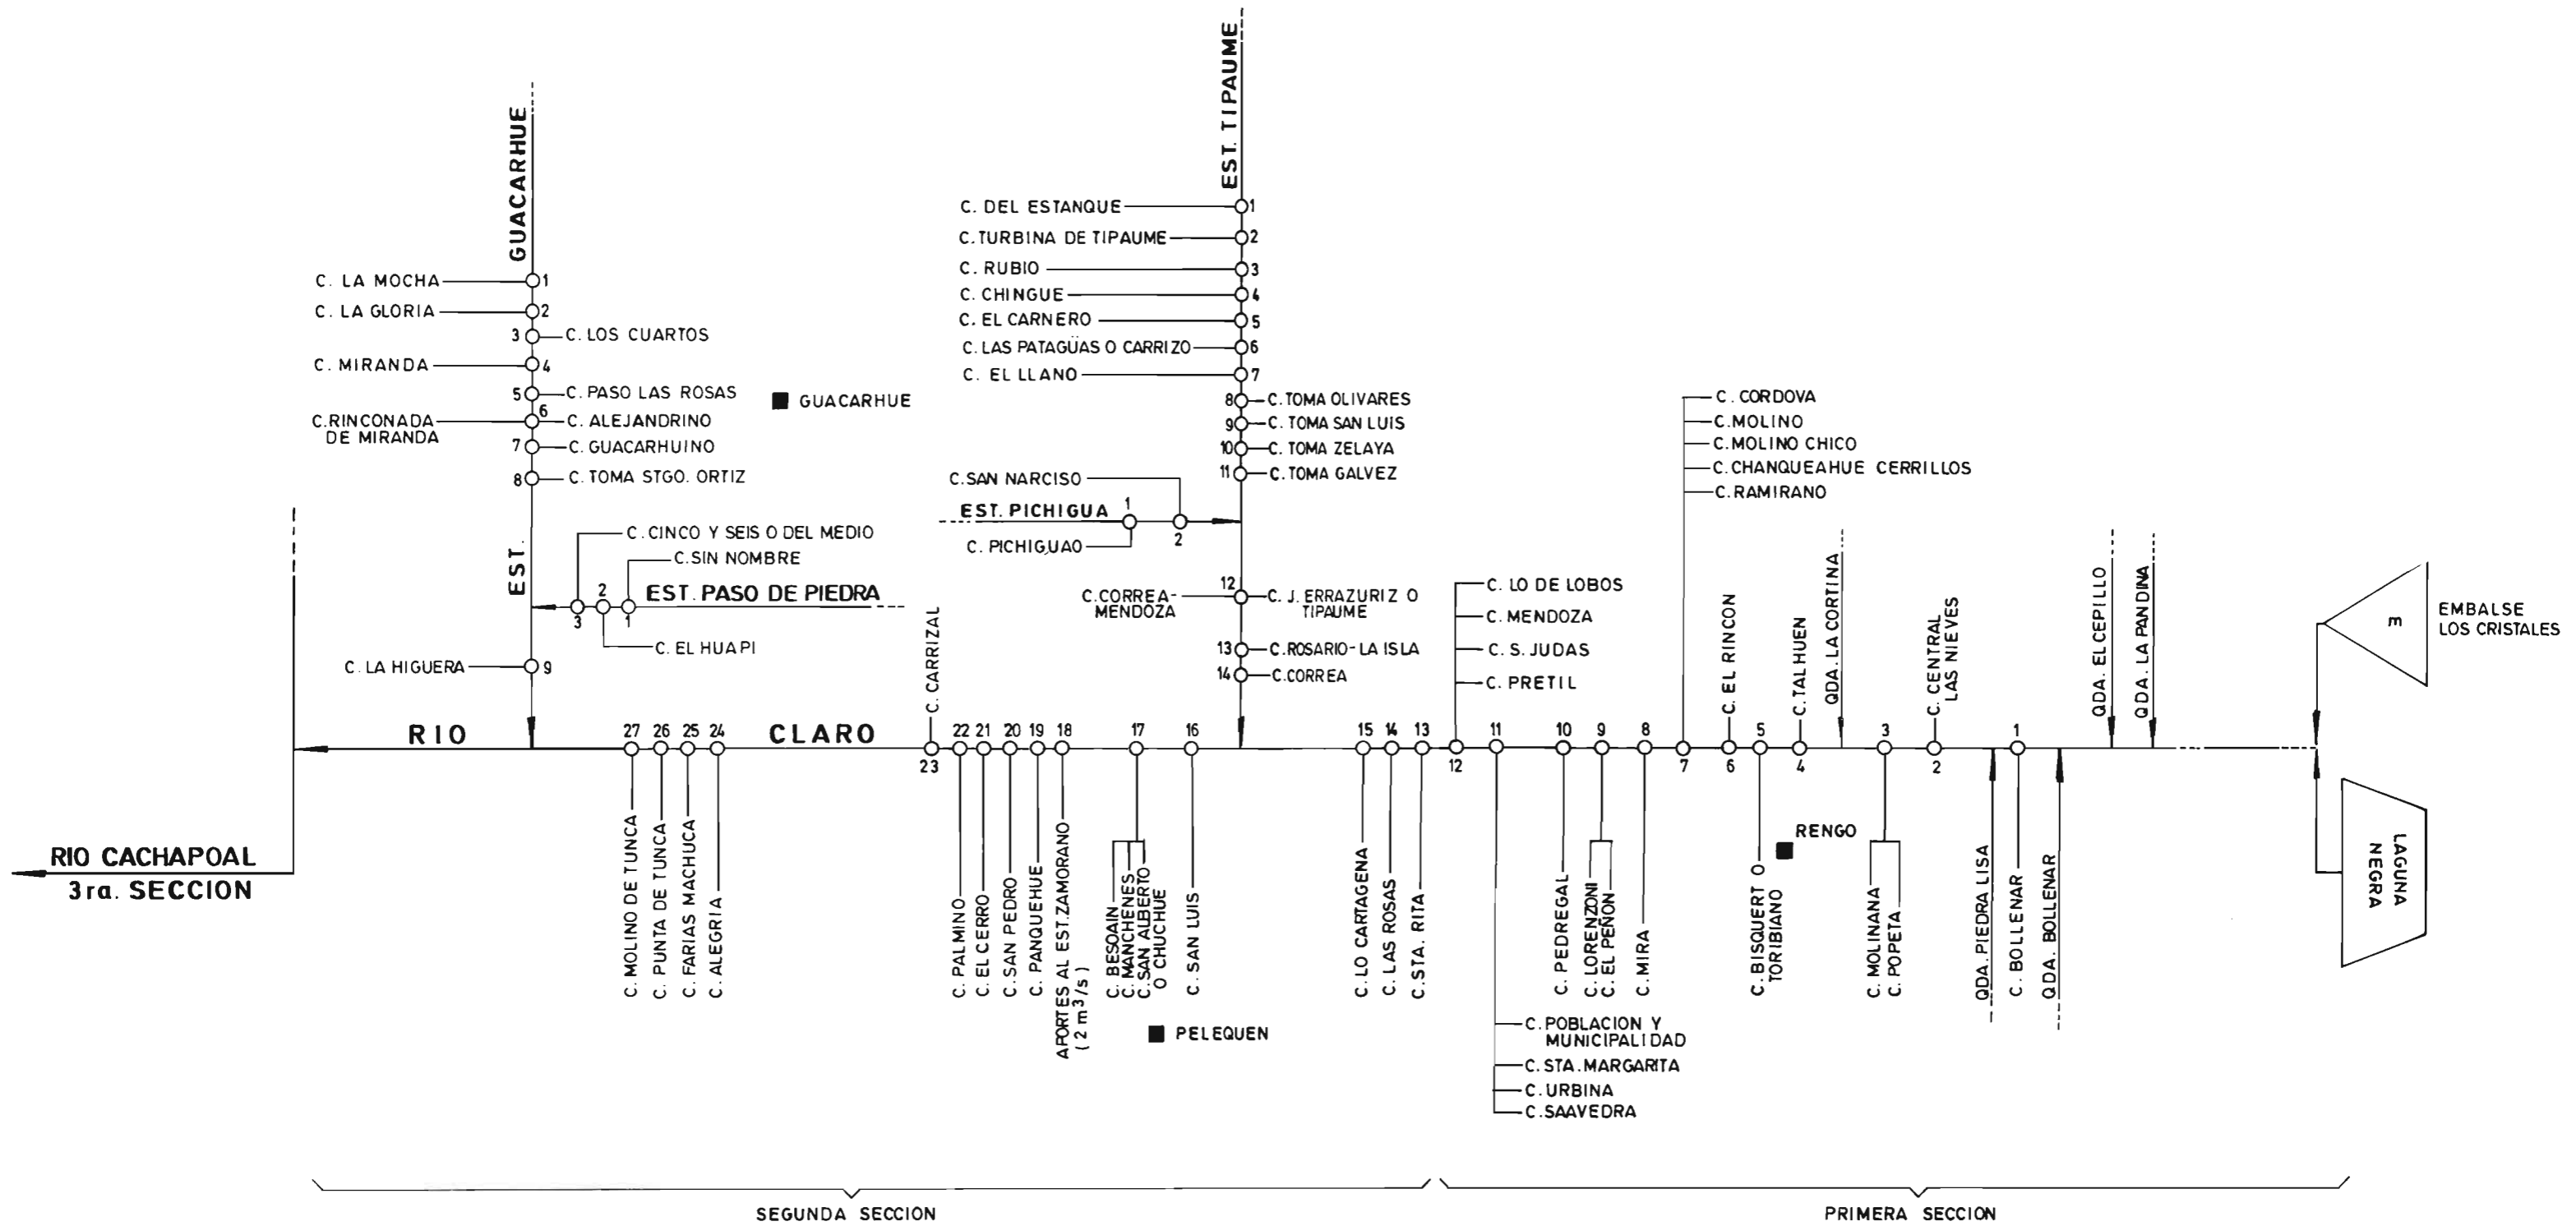 GUACARHUE
EST.
C. LA MOCHA
1
C. LA GLORIA
2
3
C. LOS CUARTOS
C. MIRANDA
4
5
C. PASO LAS ROSAS
C. RINCONADA
DE MIRANDA
6
C. ALEJANDRINO
7
C. GUACARHUINO
8
C. TOMA STGO. ORTIZ
GUACARHUE
C. CINCO Y SEIS O DEL MEDIO
C. SIN NOMBRE
EST. PASO DE PIEDRA
3
2
1
C. EL HUAPI
C. LA HIGUERA
9
EST. TIPAUME
C. DEL ESTANQUE
1
C. TURBINA DE TIPAUME
2
C. RUBIO
3
C. CHINGUE
4
C. EL CARNERO
5
C. LAS PATAGÜAS O CARRIZO
6
C. EL LLANO
7
8
C. TOMA OLIVARES
9
C. TOMA SAN LUIS
10
C. TOMA ZELAYA
11
C. TOMA GALVEZ
C. SAN NARCISO
EST. PICHIGUA
1
2
C. PICHIGUAO
C. CORREA-
MENDOZA
12
C. J. ERRAZURIZ O
TIPAUME
13
C. ROSARIO-LA ISLA
14
C. CORREA
C. CORDOVA
C. MOLINO
C. MOLINO CHICO
C. CHANQUEAHUE CERRILLOS
C. RAMIRANO
C. LO DE LOBOS
C. MENDOZA
C. S. JUDAS
C. PRETIL
C. CARRIZAL
C. EL RINCON
C. TALHUEN
QDA. LA CORTINA
C. CENTRAL
LAS NIEVES
QDA. EL CEPILLO
QDA. LA PANDINA
E
EMBALSE
LOS CRISTALES
RIO CLARO
27
26
25
24
23
22
21
20
19
18
17
16
15
14
13
12
11
10
9
8
7
6
5
4
3
2
1
RIO CACHAPOAL
3ra. SECCION
C. MOLINO DE TUNCA
C. PUNTA DE TUNCA
C. FARIAS MACHUCA
C. ALEGRIA
C. PALMINO
C. EL CERRO
C. SAN PEDRO
C. PANQUEHUE
APORTES AL EST. ZAMORANO
(2 m³/s)
C. BESOAIN
C. MANCHENES
C. SAN ALBERTO
O CHUCHUE
C. SAN LUIS
PELEQUEN
C. LO CARTAGENA
C. LAS ROSAS
C. STA. RITA
C. POBLACION Y
MUNICIPALIDAD
C. STA. MARGARITA
C. URBINA
C. SAAVEDRA
C. PEDREGAL
C. LORENZONI
C. EL PEÑON
C. MIRA
C. BISQUERT O
TORIBIANO
RENGO
C. MOLINANA
C. POPETA
QDA. PIEDRA LISA
C. BOLLENAR
QDA. BOLLENAR
LAGUNA
NEGRA
SEGUNDA SECCION
PRIMERA SECCION